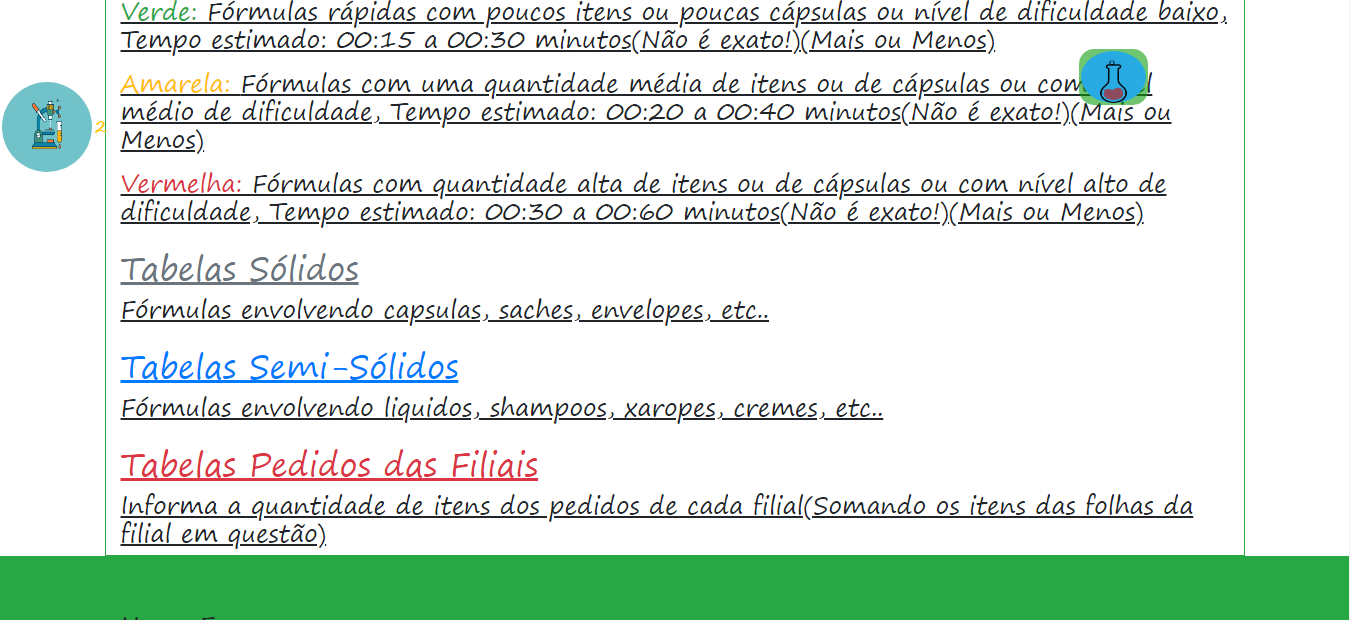 Verde: Fórmulas rápidas com poucos itens ou poucas cápsulas ou nível de dificuldade baixo,
Tempo estimado: 00:15 a 00:30 minutos(Não é exato!)(Mais ou Menos)
Amarela: Fórmulas com uma quantidade média de itens ou de cápsulas ou com
2
médio de dificuldade, Tempo estimado: 00:20 a 00:40 minutos(Não é exato!)(Mais ou
Menos)
Vermelha: Fórmulas com quantidade alta de itens ou de cápsulas ou com nível alto de
dificuldade, Tempo estimado: 00:30 a 00:60 minutos(Não é exato!)(Mais ou Menos)
Tabelas Sólidos
Fórmulas envolvendo capsulas, saches, envelopes, etc..
Tabelas Semi-Sólidos
Fórmulas envolvendo liquidos, shampoos, xaropes, cremes, etc..
Tabelas Pedidos das Filiais
Informa a quantidade de itens dos pedidos de cada filial(Somando os itens das folhas da
filial em questão)